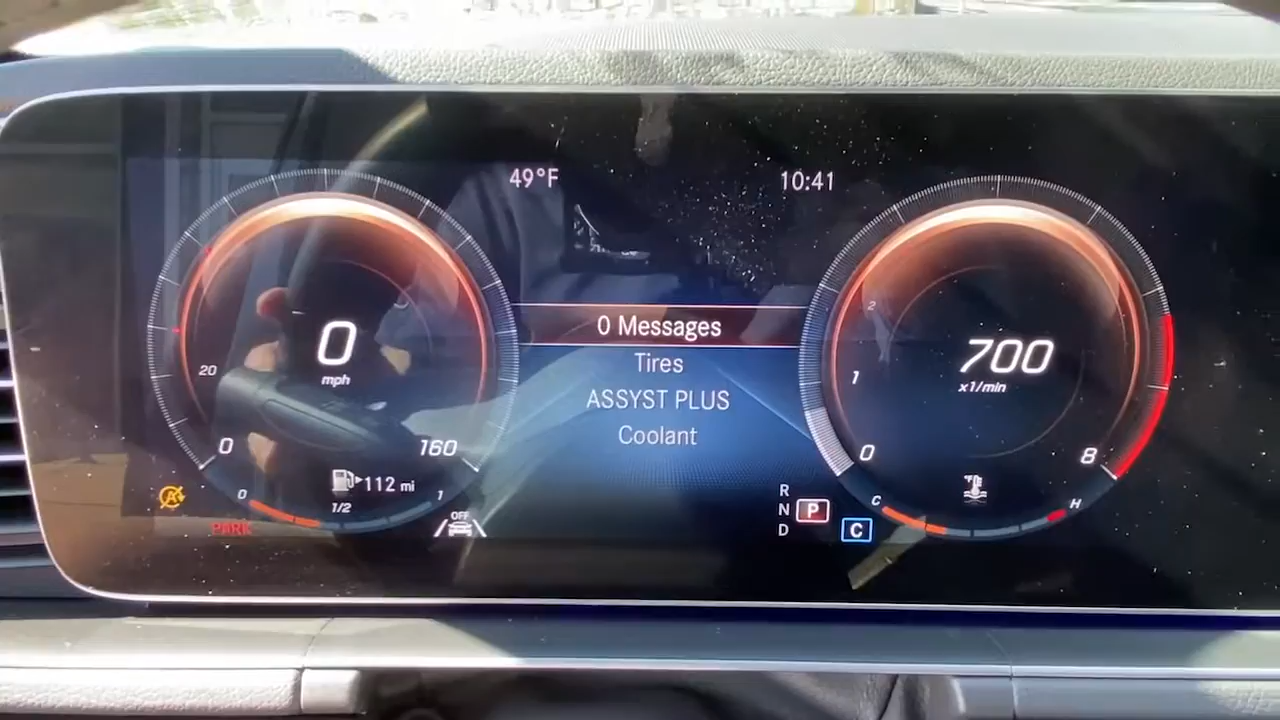 49°F
10:41
0 Messages
Tires
ASSYST PLUS
Coolant
0
mph
20
0
160
112 mi
0
1/2
1
A
PARK
OFF
2
1
700
x1/min
0
8
C
H
R
N
D
P
C